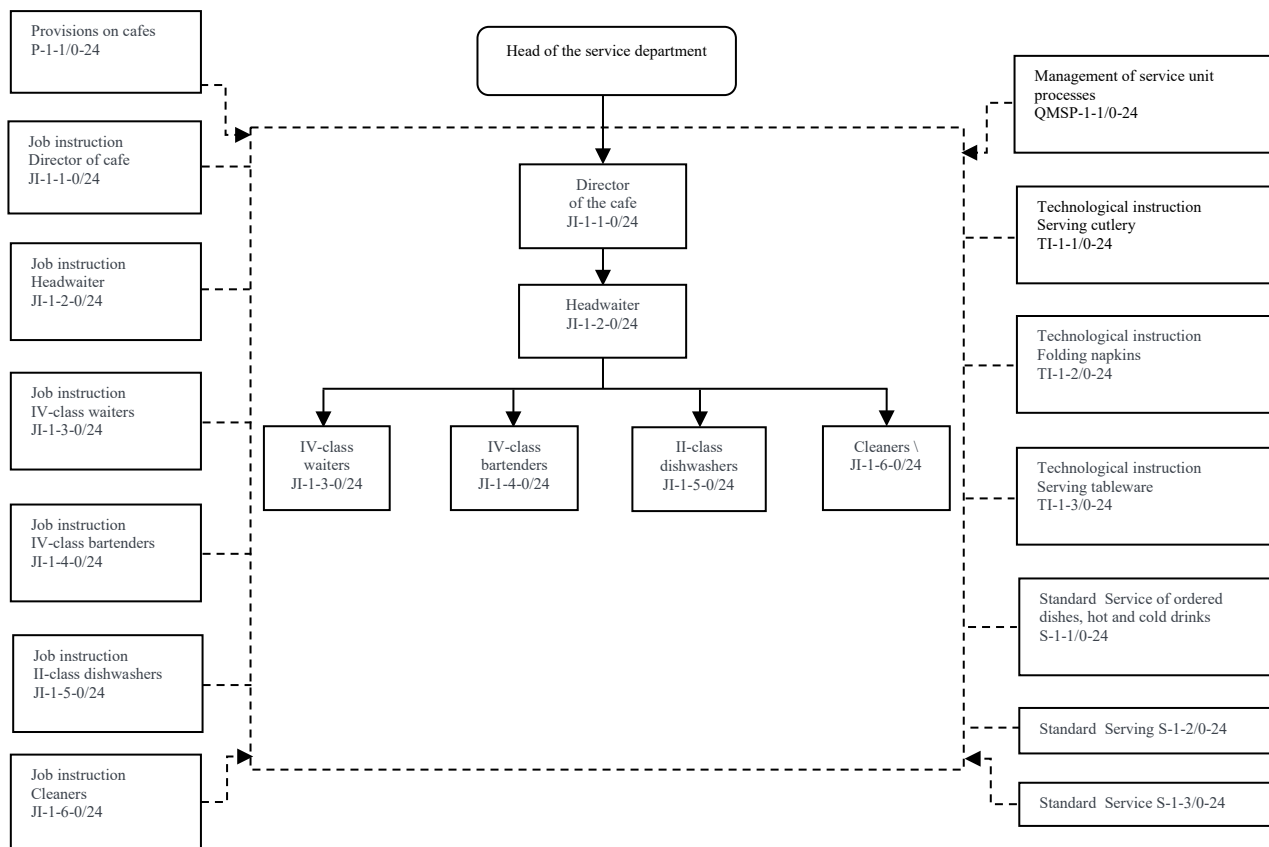 Provisions on cafes
P-1-1/0-24
Job instruction
Director of cafe
JI-1-1-0/24
Job instruction
Headwaiter
JI-1-2-0/24
Job instruction
IV-class waiters
JI-1-3-0/24
Job instruction
IV-class bartenders
JI-1-4-0/24
Job instruction
II-class dishwashers
JI-1-5-0/24
Job instruction
Cleaners
JI-1-6-0/24
Head of the service department
Director
of the cafe
JI-1-1-0/24
Headwaiter
JI-1-2-0/24
IV-class
waiters
JI-1-3-0/24
IV-class
bartenders
JI-1-4-0/24
II-class
dishwashers
JI-1-5-0/24
Cleaners \
JI-1-6-0/24
Management of service unit
processes
QMSP-1-1/0-24
Technological instruction
Serving cutlery
TI-1-1/0-24
Technological instruction
Folding napkins
TI-1-2/0-24
Technological instruction
Serving tableware
TI-1-3/0-24
Standard Service of ordered
dishes, hot and cold drinks
S-1-1/0-24
Standard Serving S-1-2/0-24
Standard Service S-1-3/0-24